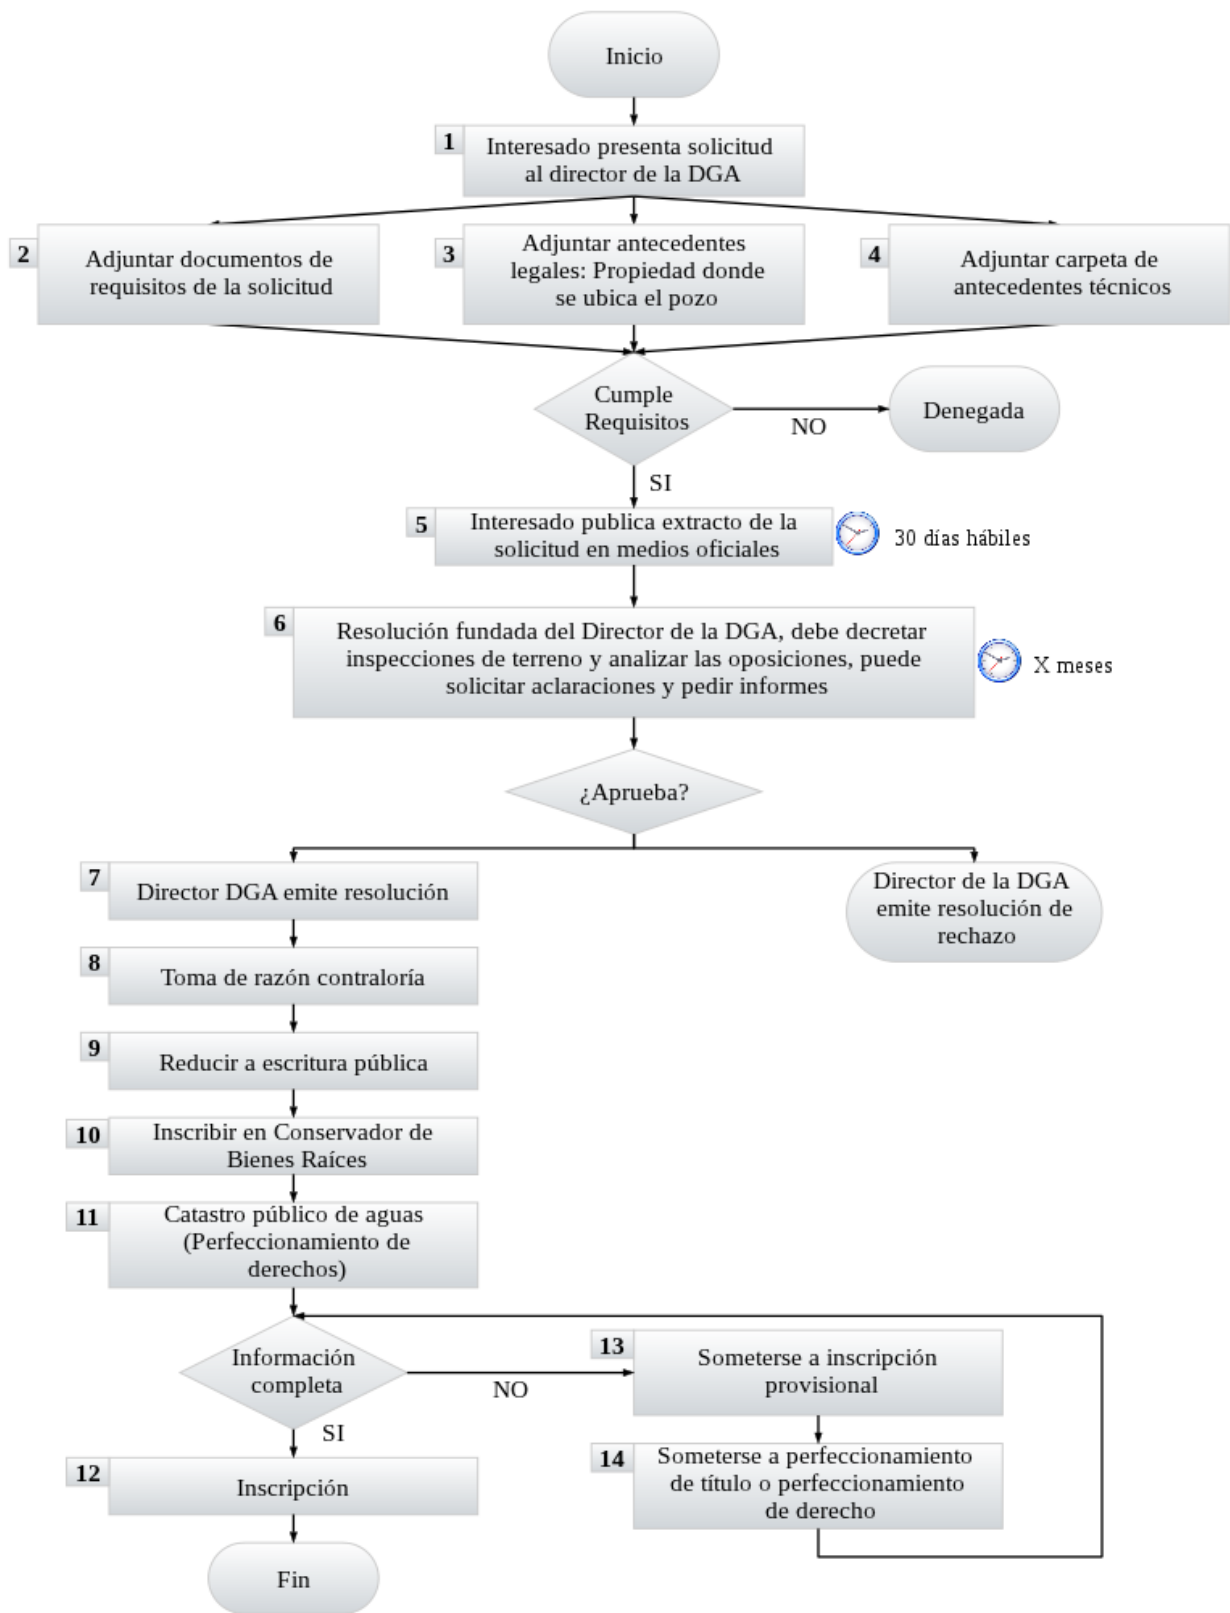 Inicio
1
Interesado presenta solicitud
al director de la DGA
2
Adjuntar documentos de
requisitos de la solicitud
3
Adjuntar antecedentes
legales: Propiedad donde
se ubica el pozo
4
Adjuntar carpeta de
antecedentes técnicos
Cumple
Requisitos
NO
Denegada
SI
5
Interesado publica extracto de la
solicitud en medios oficiales
30 días hábiles
6
Resolución fundada del Director de la DGA, debe decretar
inspecciones de terreno y analizar las oposiciones, puede
solicitar aclaraciones y pedir informes
X meses
¿Aprueba?
7
Director DGA emite resolución
Director de la DGA
emite resolución de
rechazo
8
Toma de razón contraloría
9
Reducir a escritura pública
10
Inscribir en Conservador de
Bienes Raíces
11
Catastro público de aguas
(Perfeccionamiento de
derechos)
Información
completa
NO
13
Someterse a inscripción
provisional
SI
14
Someterse a perfeccionamiento
de título o perfeccionamiento
de derecho
12
Inscripción
Fin